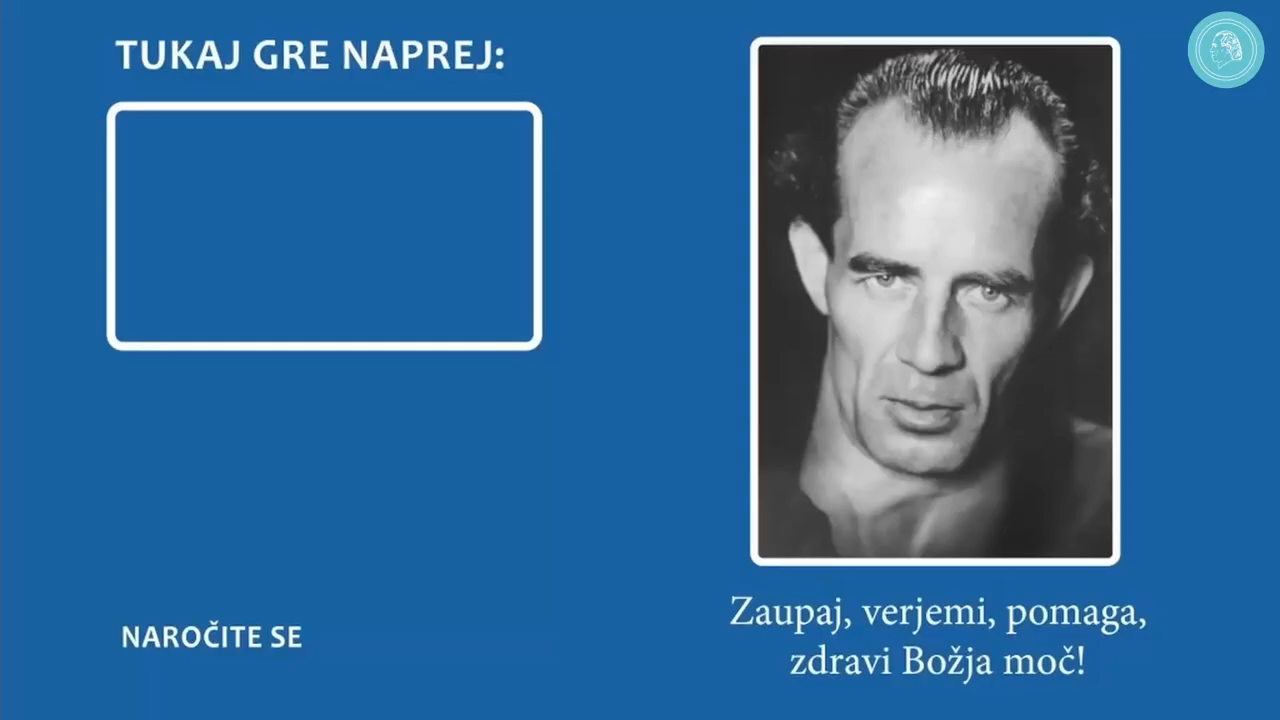 TUKAJ GRE NAPREJ:
NAROČITE SE
Zaupaj, verjemi, pomaga,
zdravi Božja moč!